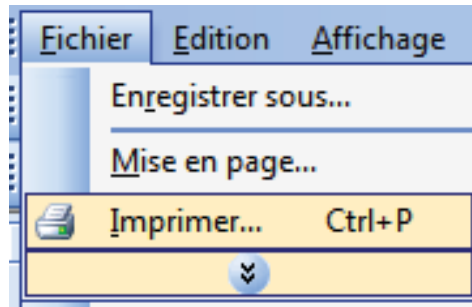 Fichier Edition Affichage
Enregistrer sous...
Mise en page...
Imprimer... Ctrl+P